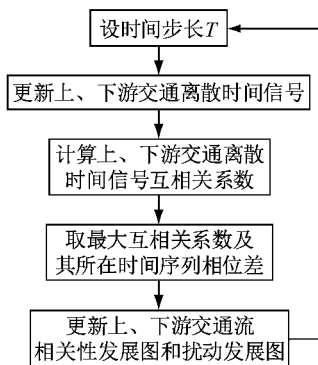 设时间步长T
更新上、下游交通离散时间信号
计算上、下游交通离散
时间信号互相关系数
取最大互相关系数及
其所在时间序列相位差
更新上、下游交通流
相关性发展图和扰动发展图